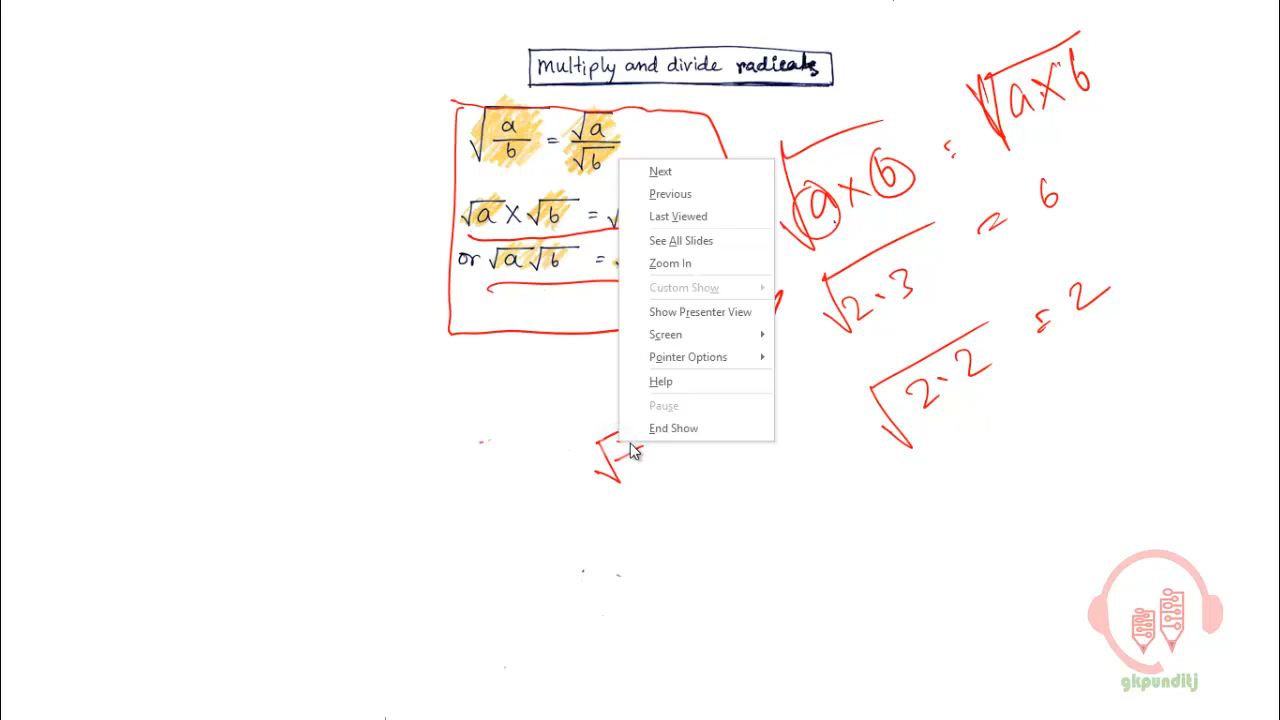 multiply and divide radicals
√(a/b) = √a/√b
√a X √b = √
or √a√b = √
Next
Previous
Last Viewed
See All Slides
Zoom In
Custom Show
Show Presenter View
Screen
Pointer Options
Help
Pause
End Show
√(a×b) = √(a×b)
√(2·3) = 6
√(2·2) = 2
gkpunditj